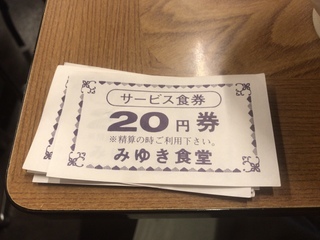 サービス食券
20円券
※精算の時ご利用下さい。
みゆき食堂